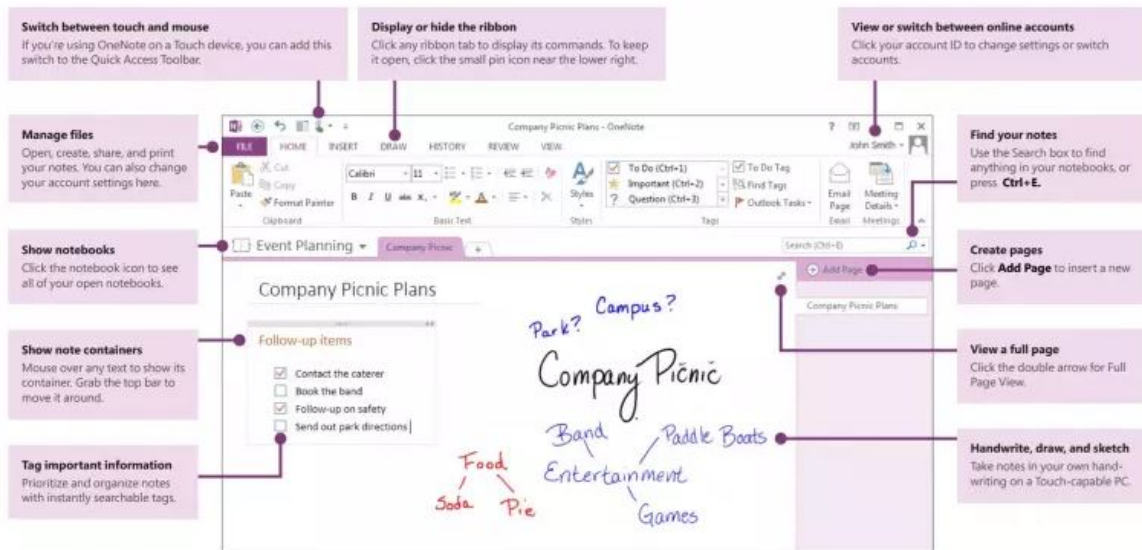 Switch between touch and mouse
If you're using OneNote on a Touch device, you can add this
switch to the Quick Access Toolbar.
Display or hide the ribbon
Click any ribbon tab to display its commands. To keep
it open, click the small pin icon near the lower right.
View or switch between online accounts
Click your account ID to change settings or switch
accounts.
Manage files
Open, create, share, and print
your notes. You can also change
your account settings here.
Show notebooks
Click the notebook icon to see
all of your open notebooks.
Show note containers
Mouse over any text to show its
container. Grab the top bar to
move it around.
Tag important information
Prioritize and organize notes
with instantly searchable tags.
Company Picnic Plans - OneNote
FILE HOME INSERT DRAW HISTORY REVIEW VIEW
John Smith
Paste
Cut
Copy
Format Painter
Clipboard
Calibri 11
B I U abc X,
Basic Text
Styles
Styles
To Do (Ctrl+1)
Important (Ctrl+2)
Question (Ctrl+3)
To Do Tag
Find Tags
Outlook Tasks
Tags
Email
Page
Email
Meeting
Details
Meetings
Event Planning
Company Picnic
Search (Ctrl+E)
Add Page
Company Picnic Plans
Company Picnic Plans
Follow-up items
Contact the caterer
Book the band
Follow-up on safety
Send out park directions
Park?
Campus?
Company Picnic
Band
Paddle Boats
Entertainment
Games
Food
Soda
Pie
Find your notes
Use the Search box to find
anything in your notebooks, or
press Ctrl+E.
Create pages
Click Add Page to insert a new
page.
View a full page
Click the double arrow for Full
Page View.
Handwrite, draw, and sketch
Take notes in your own hand-
writing on a Touch-capable PC.